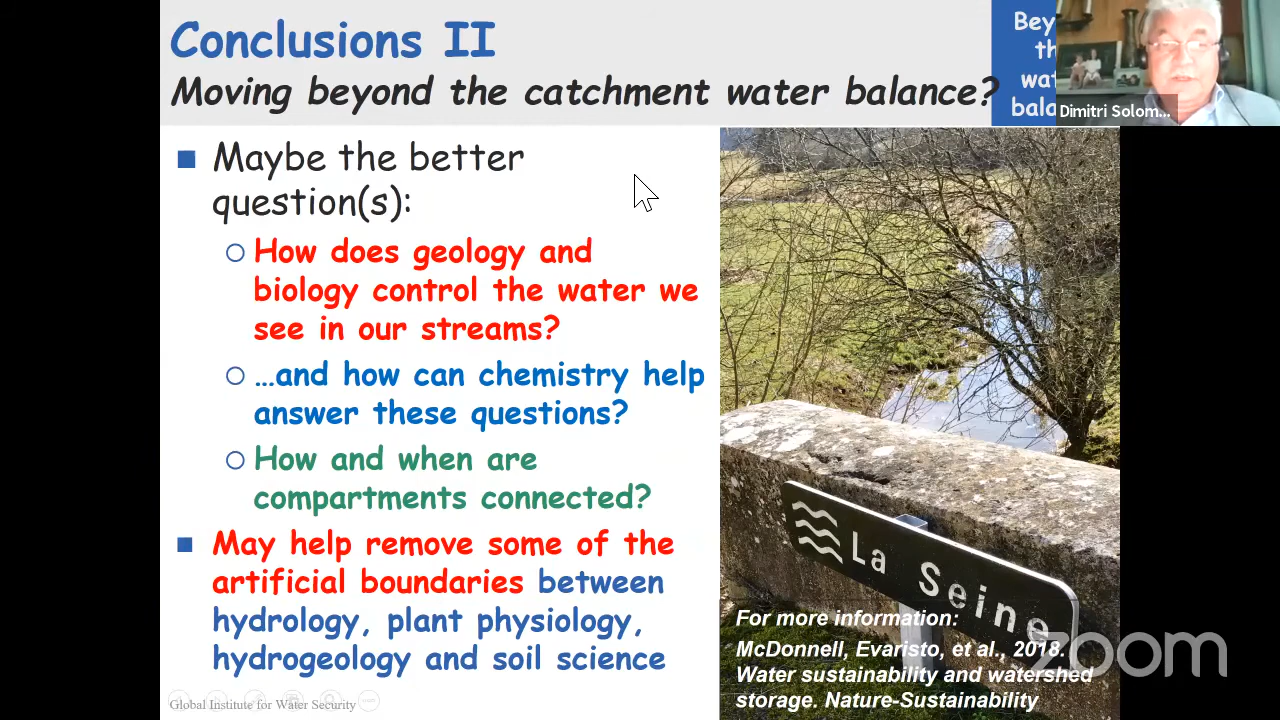 Conclusions II
Moving beyond the catchment water balance?
Dimitri Solom...
Maybe the better
question(s):
How does geology and
biology control the water we
see in our streams?
...and how can chemistry help
answer these questions?
How and when are
compartments connected?
May help remove some of the
artificial boundaries between
hydrology, plant physiology,
hydrogeology and soil science
Global Institute for Water Security
La Seine
For more information:
McDonnell, Evaristo, et al., 2018.
Water sustainability and watershed
storage. Nature-Sustainability
zoom